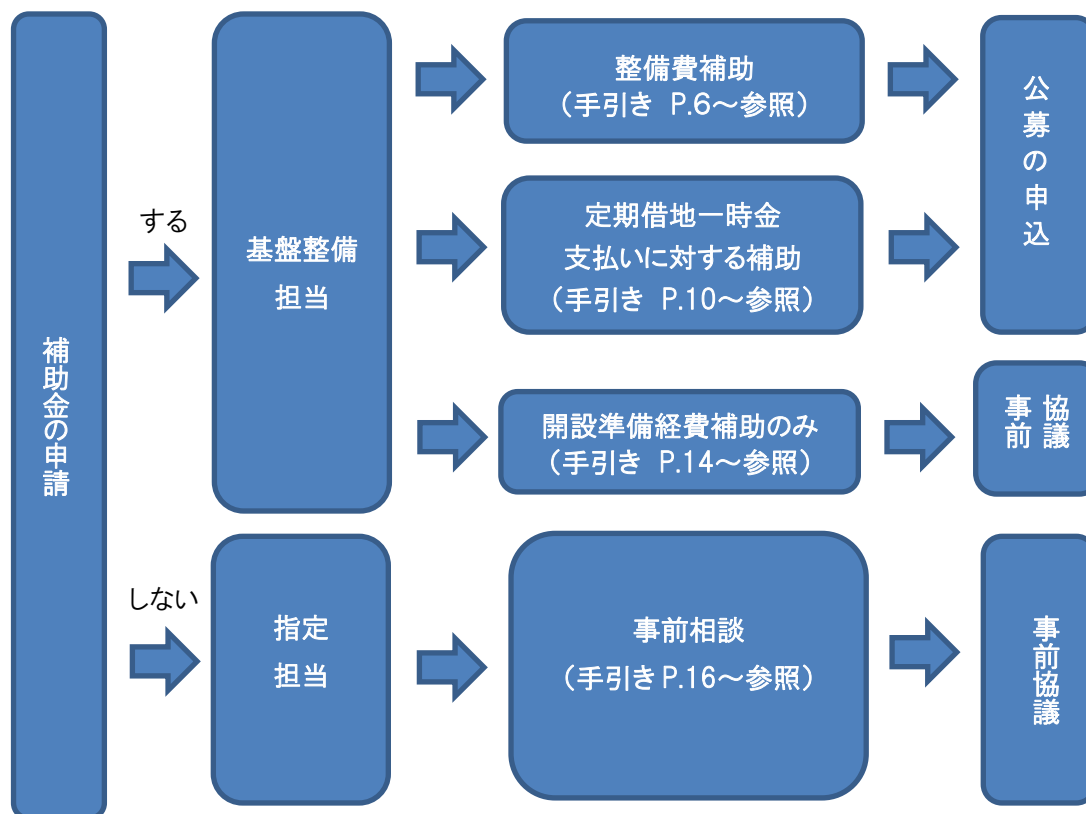 補助金の申請
する
基盤整備
担当
整備費補助
（手引き P.6～参照）
定期借地一時金
支払いに対する補助
（手引き P.10～参照）
公募の申込
開設準備経費補助のみ
（手引き P.14～参照）
事前協議
しない
指定
担当
事前相談
（手引きP.16～参照）
事前協議